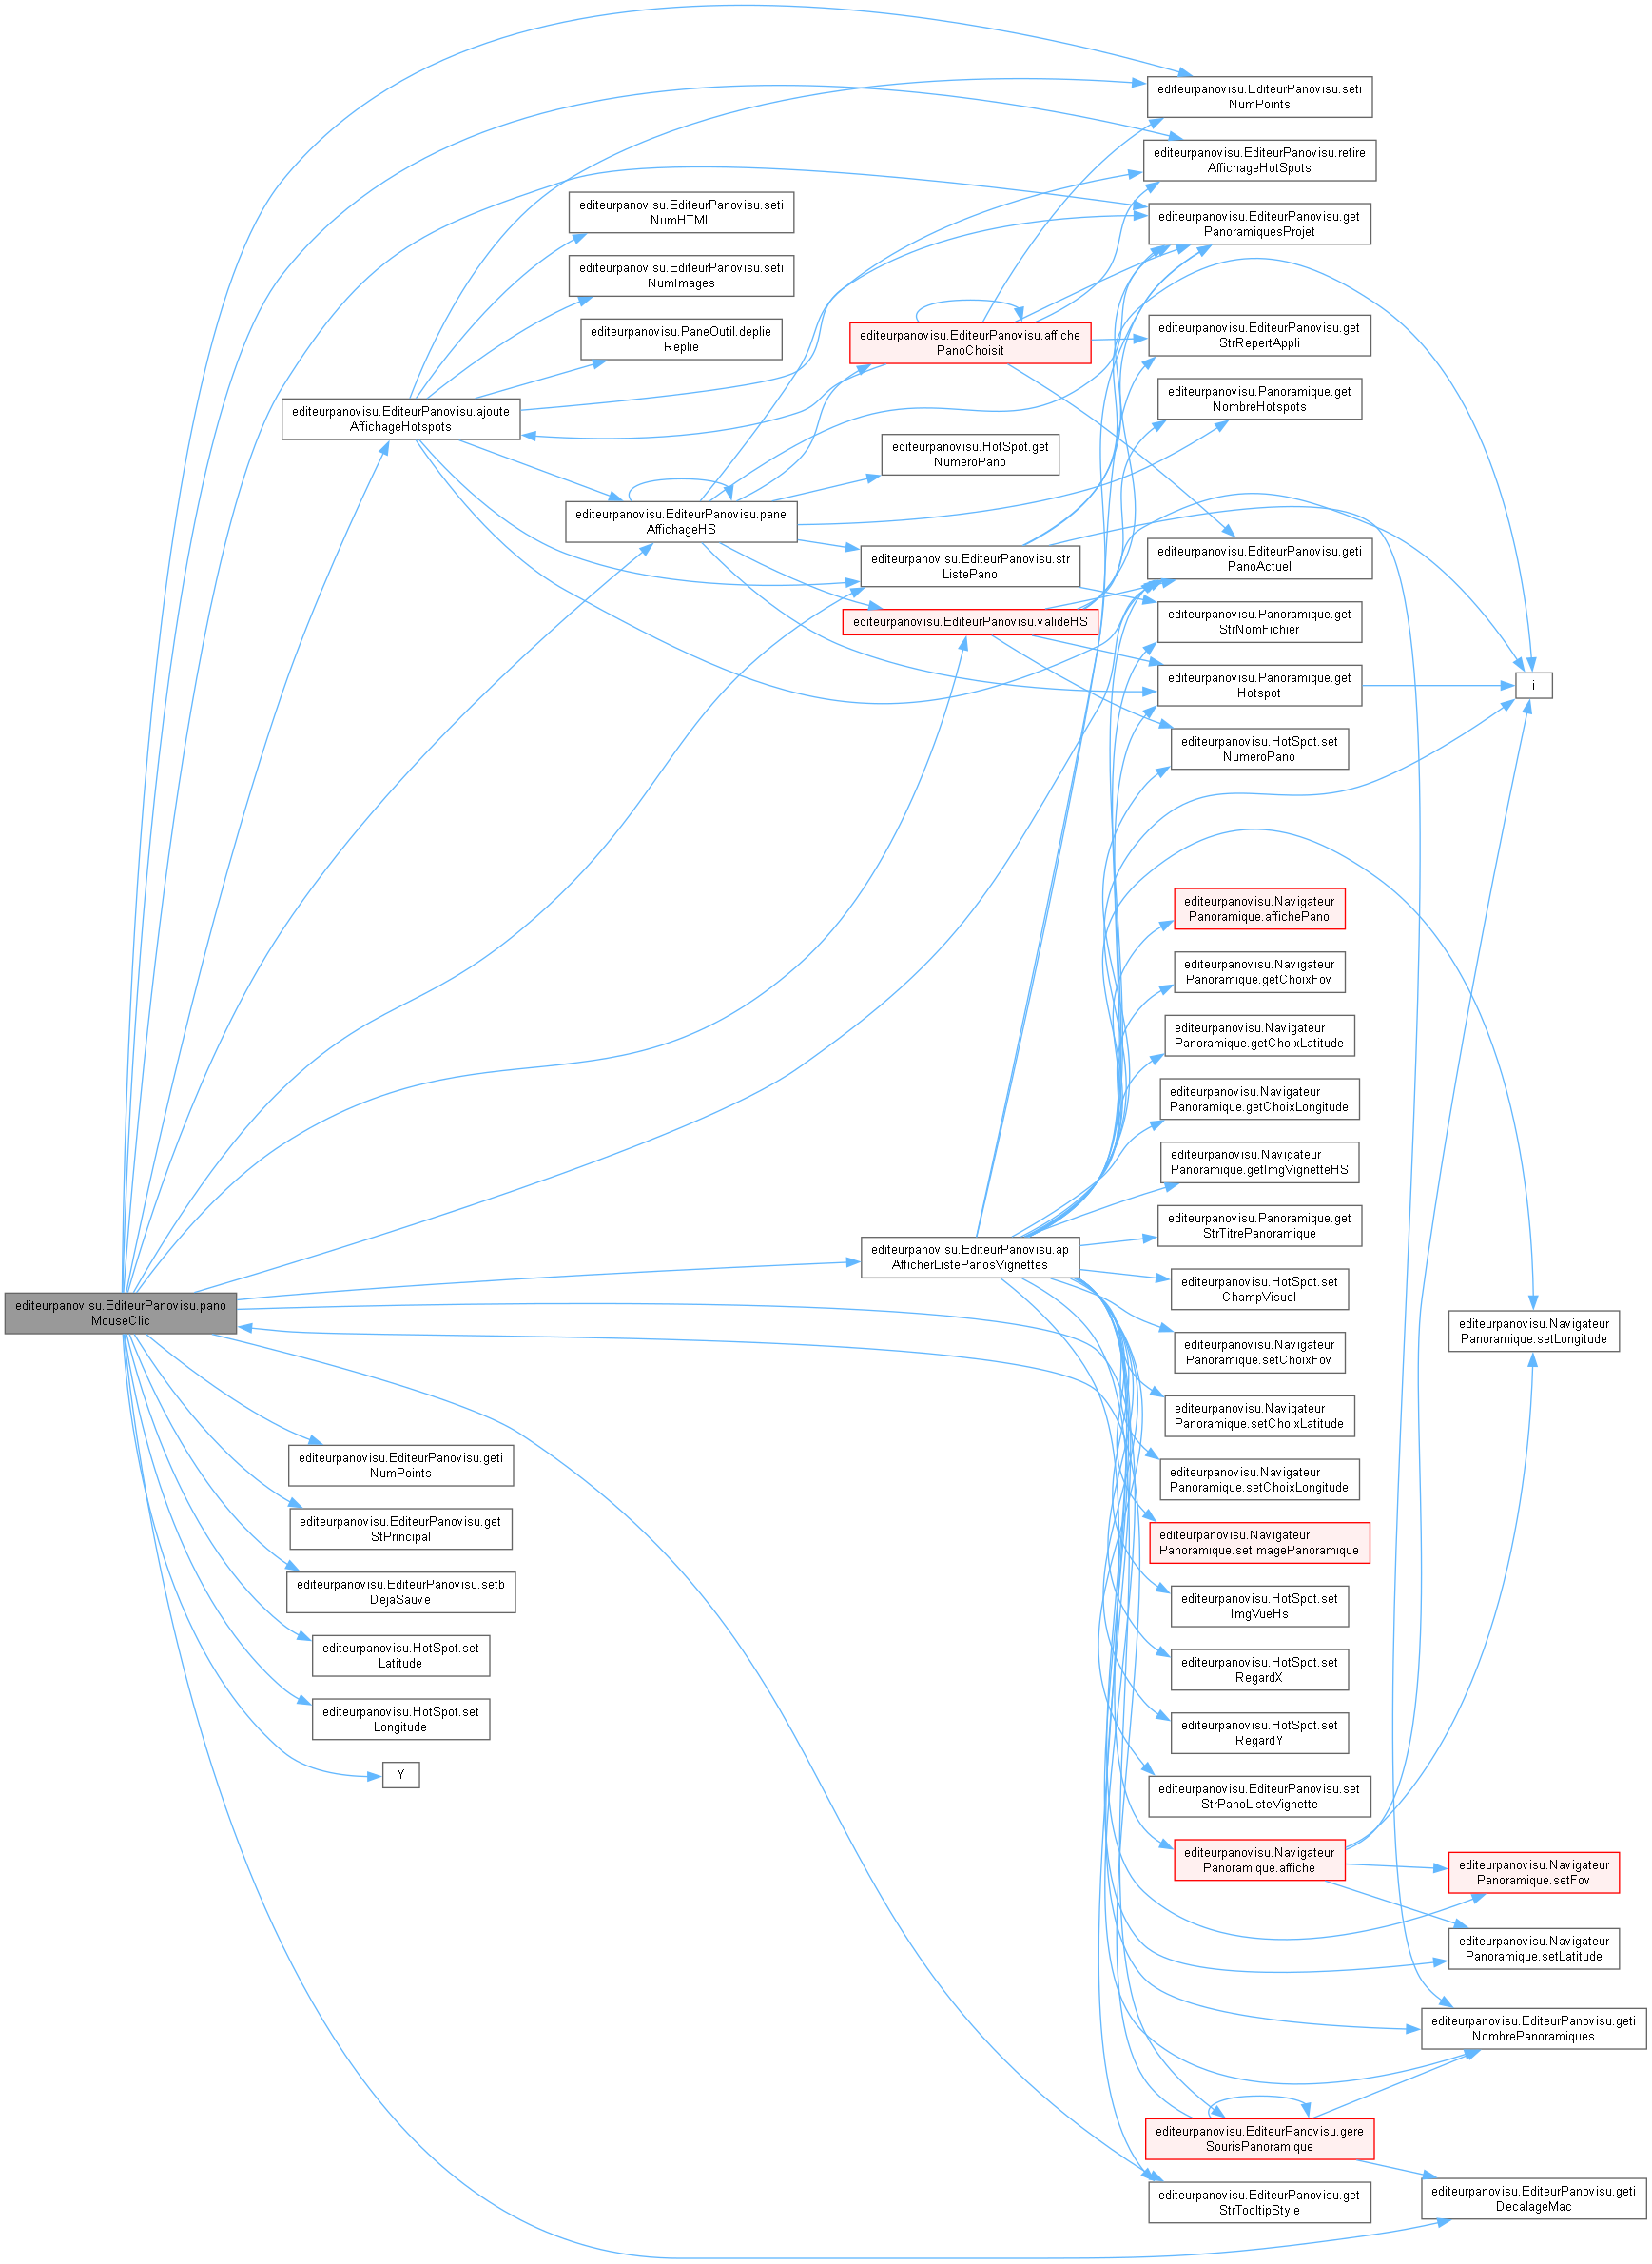 editeurpanovisu.EditeurPanovisu.pano
MouseClic
editeurpanovisu.EditeurPanovisu.ajoute
AffichageHotspots
editeurpanovisu.EditeurPanovisu.geti
NumPoints
editeurpanovisu.EditeurPanovisu.get
StPrincipal
editeurpanovisu.EditeurPanovisu.setb
DejaSauve
editeurpanovisu.HotSpot.set
Latitude
editeurpanovisu.HotSpot.set
Longitude
Y
editeurpanovisu.EditeurPanovisu.seti
NumHTML
editeurpanovisu.EditeurPanovisu.seti
NumImages
editeurpanovisu.PaneOutil.deplie
Replie
editeurpanovisu.EditeurPanovisu.pane
AffichageHS
editeurpanovisu.EditeurPanovisu.affiche
PanoChoisit
editeurpanovisu.HotSpot.get
NumeroPano
editeurpanovisu.EditeurPanovisu.str
ListePano
editeurpanovisu.EditeurPanovisu.valideHS
editeurpanovisu.EditeurPanovisu.ap
AfficherListePanosVignettes
editeurpanovisu.EditeurPanovisu.seti
NumPoints
editeurpanovisu.EditeurPanovisu.retire
AffichageHotSpots
editeurpanovisu.EditeurPanovisu.get
PanoramiquesProjet
editeurpanovisu.EditeurPanovisu.get
StrRepertAppli
editeurpanovisu.Panoramique.get
NombreHotspots
editeurpanovisu.EditeurPanovisu.geti
PanoActuel
editeurpanovisu.Panoramique.get
StrNomFichier
editeurpanovisu.Panoramique.get
Hotspot
editeurpanovisu.HotSpot.set
NumeroPano
editeurpanovisu.Navigateur
Panoramique.affichePano
editeurpanovisu.Navigateur
Panoramique.getChoixFov
editeurpanovisu.Navigateur
Panoramique.getChoixLatitude
editeurpanovisu.Navigateur
Panoramique.getChoixLongitude
editeurpanovisu.Navigateur
Panoramique.getImgVignetteHS
editeurpanovisu.Panoramique.get
StrTitrePanoramique
editeurpanovisu.HotSpot.set
ChampVisuel
editeurpanovisu.Navigateur
Panoramique.setChoixFov
editeurpanovisu.Navigateur
Panoramique.setChoixLatitude
editeurpanovisu.Navigateur
Panoramique.setChoixLongitude
editeurpanovisu.Navigateur
Panoramique.setImagePanoramique
editeurpanovisu.HotSpot.set
ImgVueHs
editeurpanovisu.HotSpot.set
RegardX
editeurpanovisu.HotSpot.set
RegardY
editeurpanovisu.EditeurPanovisu.set
StrPanoListeVignette
editeurpanovisu.Navigateur
Panoramique.affiche
editeurpanovisu.EditeurPanovisu.gere
SourisPanoramique
editeurpanovisu.EditeurPanovisu.get
StrTooltipStyle
i
editeurpanovisu.Navigateur
Panoramique.setLongitude
editeurpanovisu.Navigateur
Panoramique.setFov
editeurpanovisu.Navigateur
Panoramique.setLatitude
editeurpanovisu.EditeurPanovisu.geti
NombrePanoramiques
editeurpanovisu.EditeurPanovisu.geti
DecalageMac